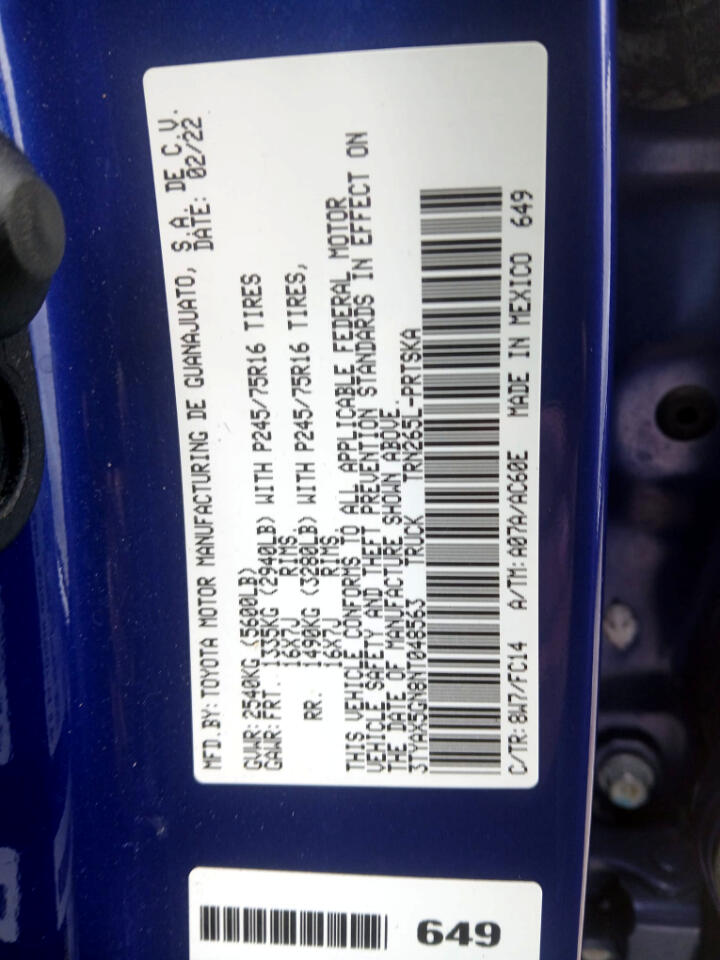 MFD.BY:TOYOTA MOTOR MANUFACTURING DE GUANAJUATO, S.A. DE C.V.
DATE: 02/22
GVWR:2540KG (5600LB)
GAWR:FRT. 1335KG (2940LB) WITH P245/75R16 TIRES
16X7J RIMS.
RR. 1490KG (3280LB) WITH P245/75R16 TIRES,
16X7J RIMS.
THIS VEHICLE CONFORMS TO ALL APPLICABLE FEDERAL MOTOR
VEHICLE SAFETY AND THEFT PREVENTION STANDARDS IN EFFECT ON
THE DATE OF MANUFACTURE SHOWN ABOVE.
3TYAX5GN8NT048563 TRUCK TRN265L-PRTSKA
C/TR:8W7/FC14 A/TM:A07A/AC60E MADE IN MEXICO 649
649